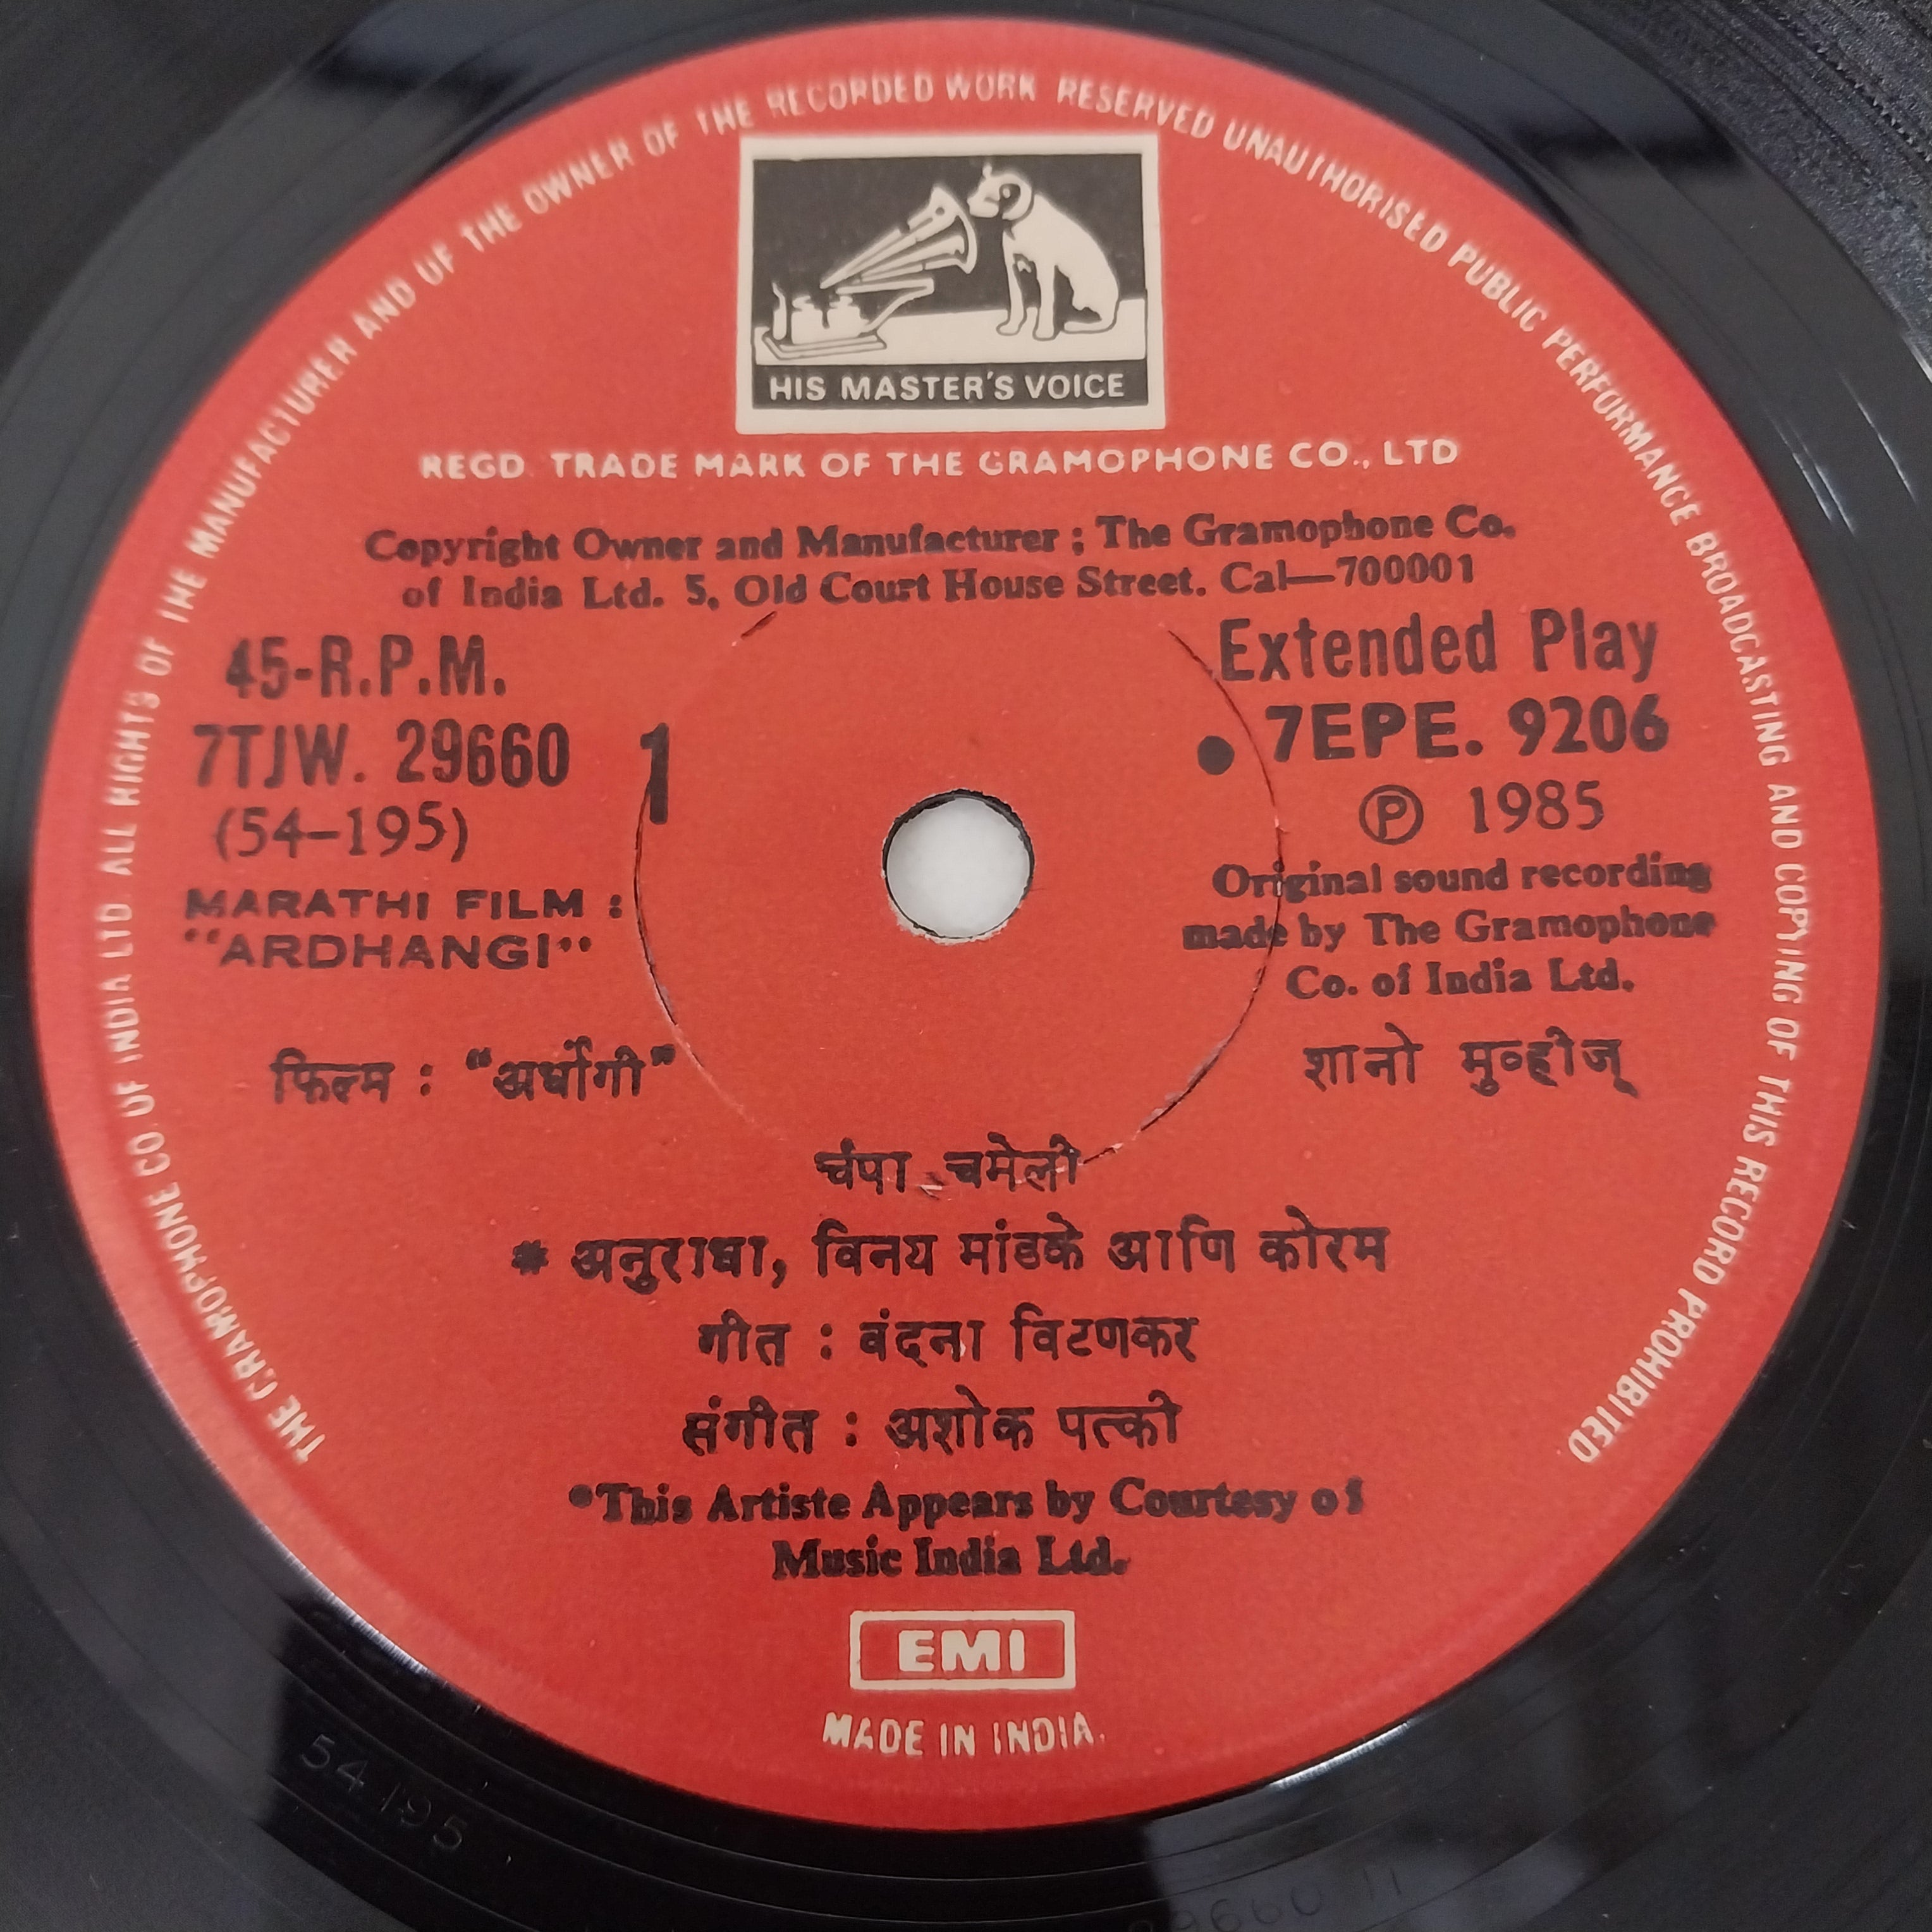 THE GRAMOPHONE CO. OF INDIA LTD. ALL RIGHTS OF THE MANUFACTURER AND OF THE OWNER OF THE RECORDED WORK RESERVED UNAUTHORISED PUBLIC PERFORMANCE BROADCASTING AND COPYING OF THIS RECORD PROHIBITED
HIS MASTER'S VOICE
REGD. TRADE MARK OF THE GRAMOPHONE CO., LTD
Copyright Owner and Manufacturer ; The Gramophone Co.
of India Ltd. 5, Old Court House Street. Cal—700001
45-R.P.M.
Extended Play
7TJW. 29660 1
• 7EPE. 9206
(54–195)
Ⓟ 1985
MARATHI FILM :
"ARDHANGI"
Original sound recording
made by The Gramophone
Co. of India Ltd.
फिल्म : “अर्धांगी”
शानो मुव्हीज्
चंपा चमेली
* अनुराधा, विनय मांडके आणि कोरम
गीत : वंदना विटणकर
संगीत : अशोक पत्की
*This Artiste Appears by Courtesy of
Music India Ltd.
EMI
MADE IN INDIA.
54195